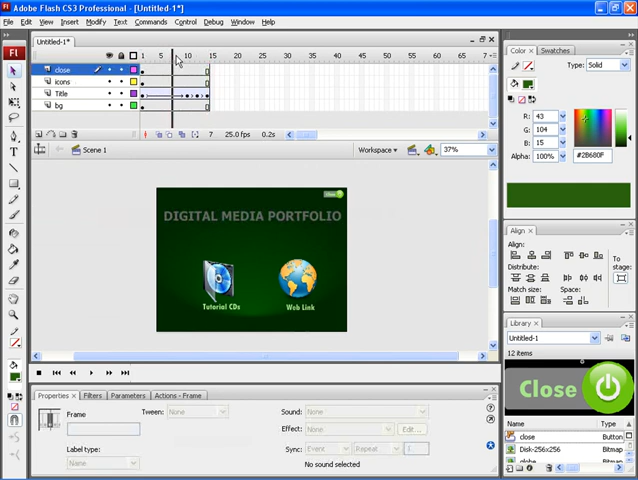 Adobe Flash CS3 Professional - [Untitled-1*]
File Edit View Insert Modify Text Commands Control Debug Window Help
Untitled-1*
1 5 10 15 20 25 30 35 40 45 50 55 60 65 7
close
icons
Title
bg
7 25.0 fps 0.2s
Scene 1
Workspace
37%
Close
DIGITAL MEDIA PORTFOLIO
Tutorial CDs
Web Link
Properties Filters Parameters Actions - Frame
Frame
Tween: None
Sound: None
Effect: None
Edit...
Label type:
Name
Sync: Event Repeat 1
No sound selected
Color Swatches
Type: Solid
R: 43
G: 104
B: 15
Alpha: 100%
#2B680F
Align
Align:
Distribute:
Match size: Space:
To stage:
Library
Untitled-1
12 items
Close
Name Type
close Button
Disk-256x256 Bitmap
globe Bitmap
Fl